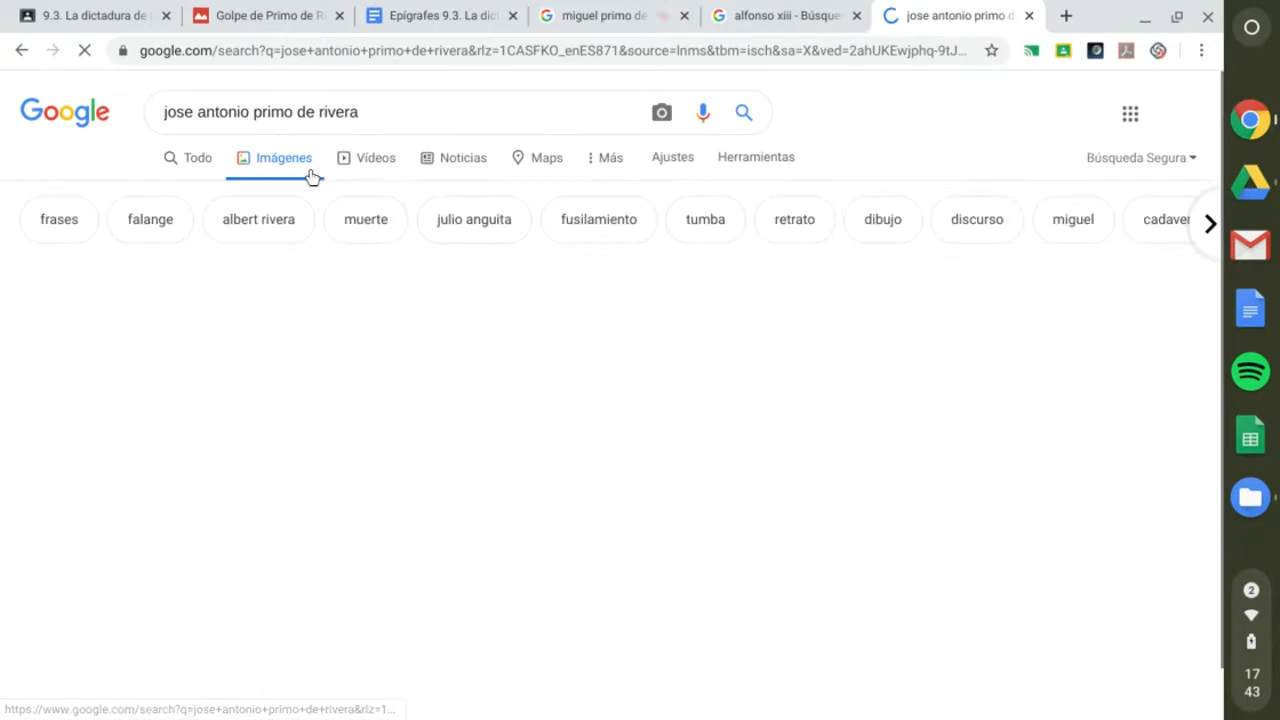 9.3. La dictadura de
Golpe de Primo de R
Epígrafes 9.3. La dic
miguel primo de
alfonso xiii - Búsque
jose antonio primo d
google.com/search?q=jose+antonio+primo+de+rivera&rlz=1CASFKO_enES871&source=lnms&tbm=isch&sa=X&ved=2ahUKEwjphq-9tJ...
Google
jose antonio primo de rivera
Todo
Imágenes
Vídeos
Noticias
Maps
Más
Ajustes
Herramientas
Búsqueda Segura
frases
falange
albert rivera
muerte
julio anguita
fusilamiento
tumba
retrato
dibujo
discurso
miguel
cadaver
2
17
43
https://www.google.com/search?q=jose+antonio+primo+de+rivera&rlz=1...